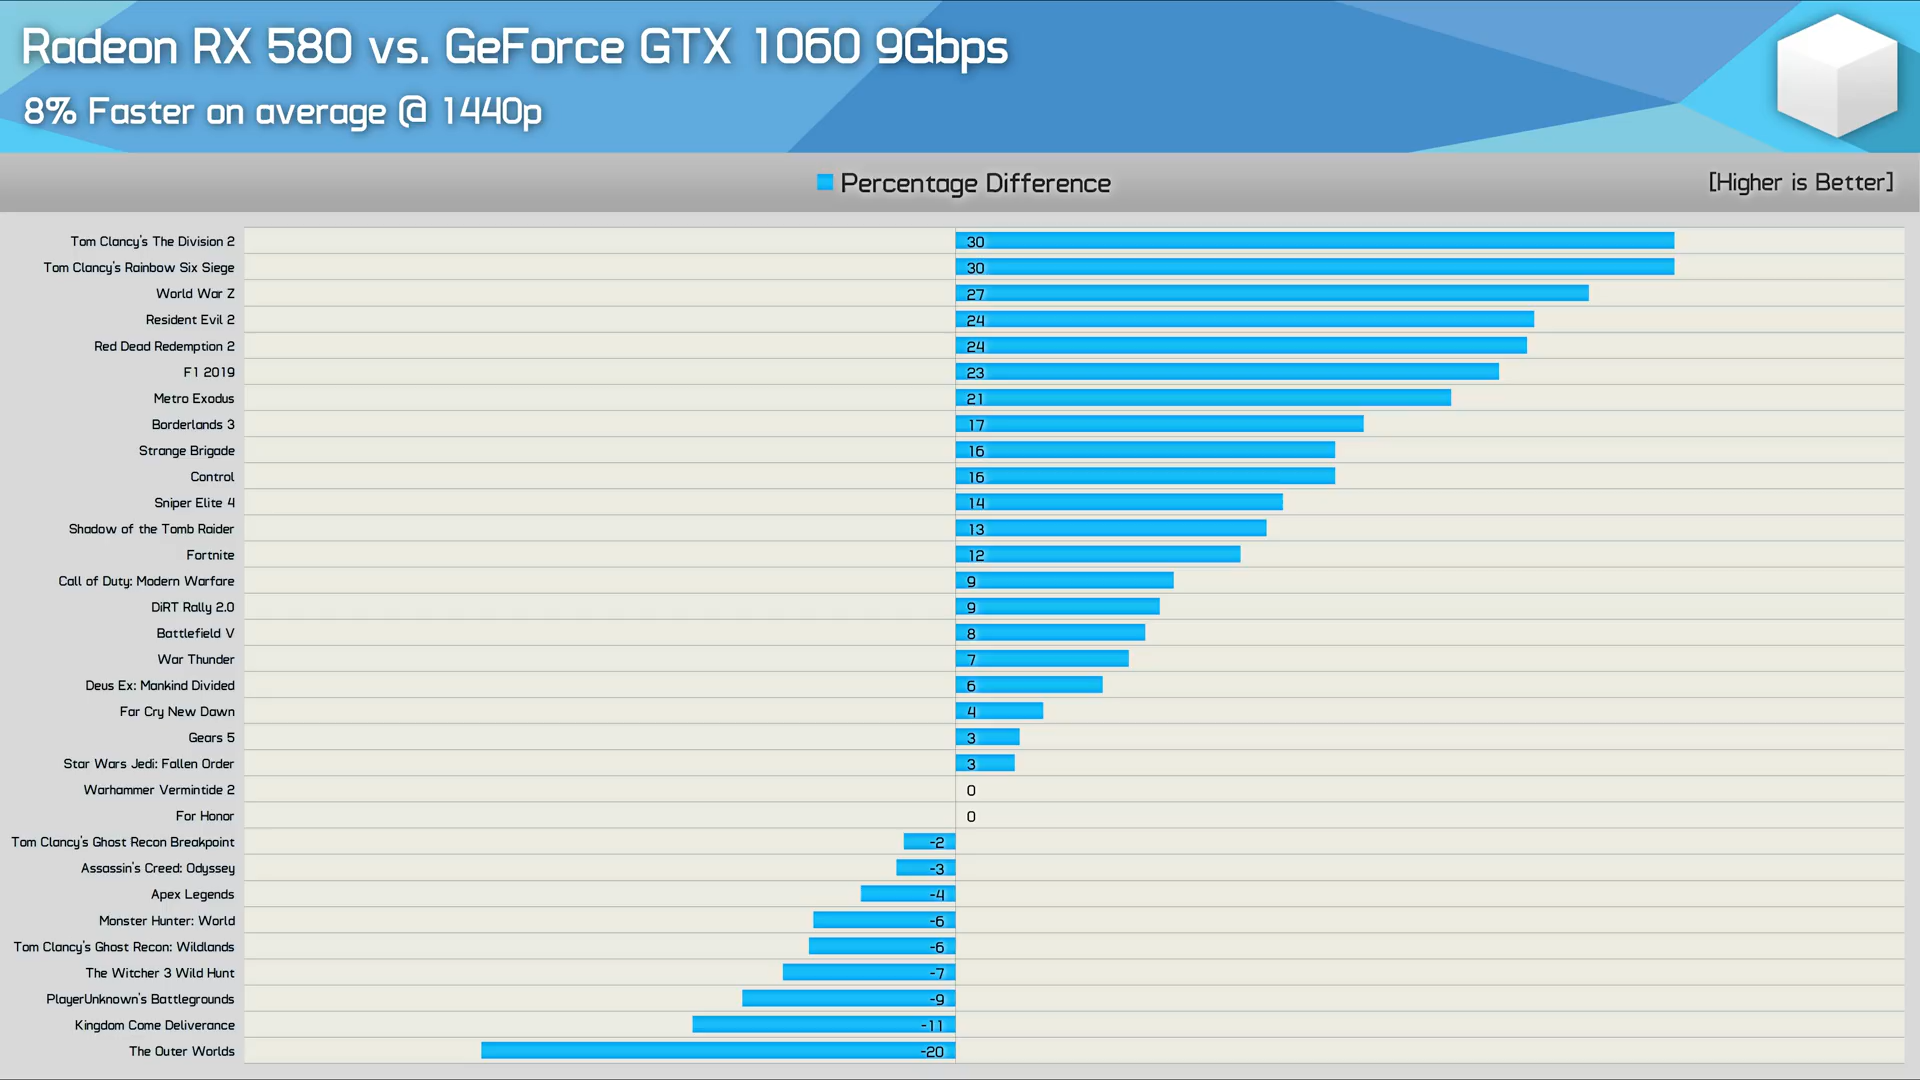 Radeon RX 580 vs. GeForce GTX 1060 9Gbps
8% Faster on average @ 1440p
Percentage Difference
[Higher is Better]
Tom Clancy's The Division 2 30
Tom Clancy's Rainbow Six Siege 30
World War Z 27
Resident Evil 2 24
Red Dead Redemption 2 24
F1 2019 23
Metro Exodus 21
Borderlands 3 17
Strange Brigade 16
Control 16
Sniper Elite 4 14
Shadow of the Tomb Raider 13
Fortnite 12
Call of Duty: Modern Warfare 9
DiRT Rally 2.0 9
Battlefield V 8
War Thunder 7
Deus Ex: Mankind Divided 6
Far Cry New Dawn 4
Gears 5 3
Star Wars Jedi: Fallen Order 3
Warhammer Vermintide 2 0
For Honor 0
Tom Clancy's Ghost Recon Breakpoint -2
Assassin's Creed: Odyssey -3
Apex Legends -4
Monster Hunter: World -6
Tom Clancy's Ghost Recon: Wildlands -6
The Witcher 3 Wild Hunt -7
PlayerUnknown's Battlegrounds -9
Kingdom Come Deliverance -11
The Outer Worlds -20